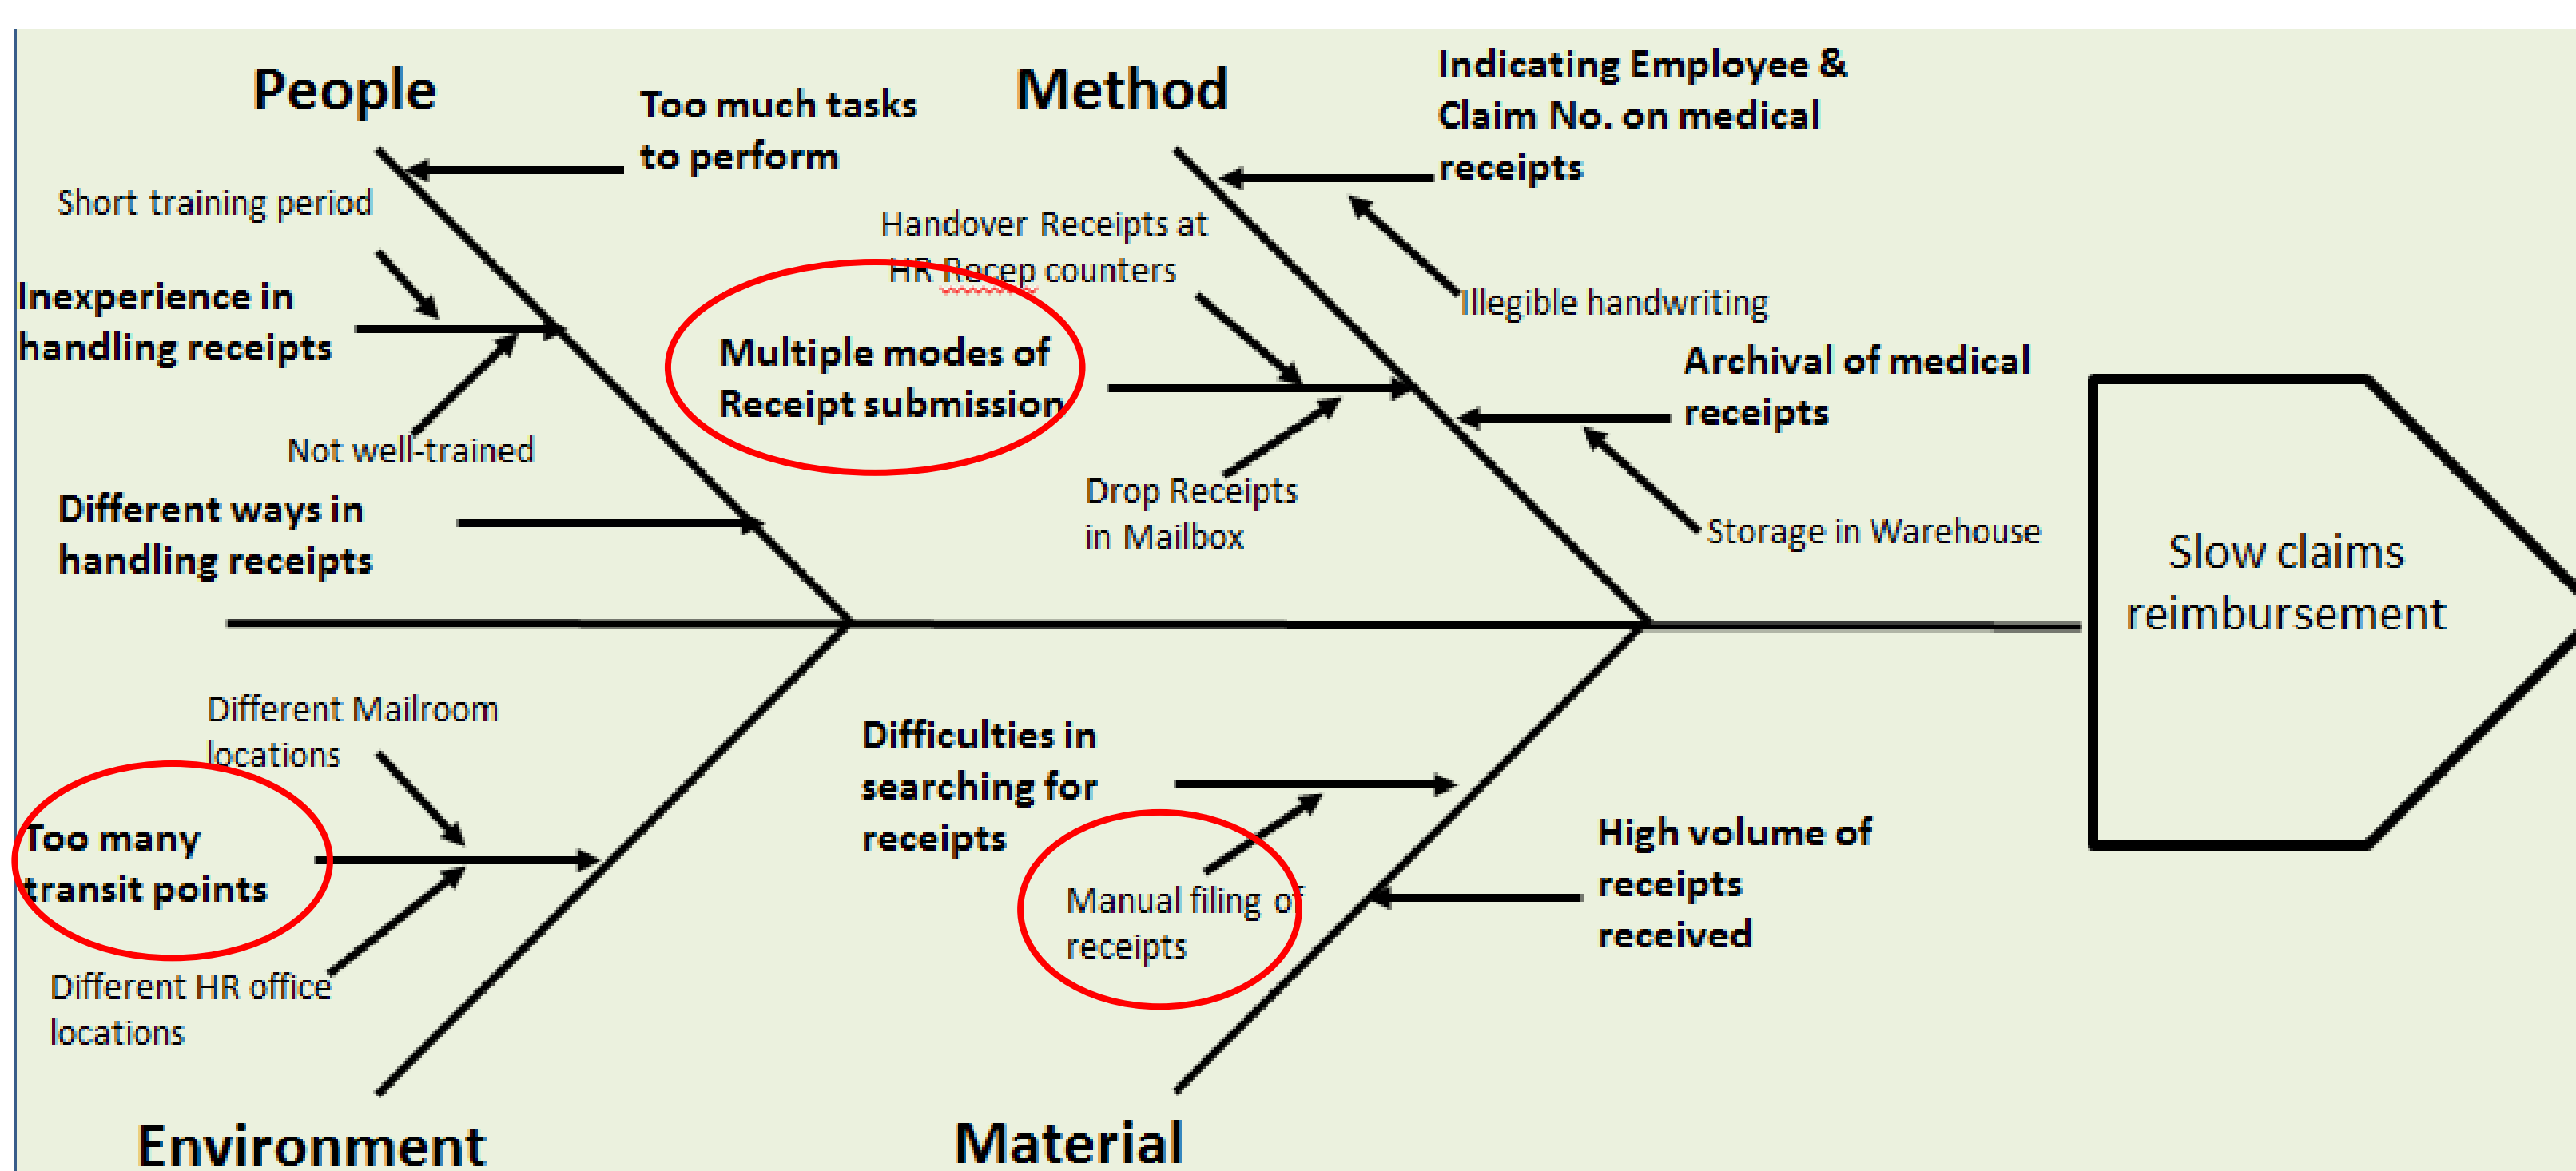 People
Too much tasks
to perform
Short training period
Inexperience in
handling receipts
Not well-trained
Different ways in
handling receipts
Method
Indicating Employee &
Claim No. on medical
receipts
Handover Receipts at
HR Recep counters
Illegible handwriting
Multiple modes of
Receipt submission
Archival of medical
receipts
Drop Receipts
in Mailbox
Storage in Warehouse
Slow claims
reimbursement
Different Mailroom
locations
Too many
transit points
Different HR office
locations
Environment
Difficulties in
searching for
receipts
Manual filing of
receipts
High volume of
receipts
received
Material